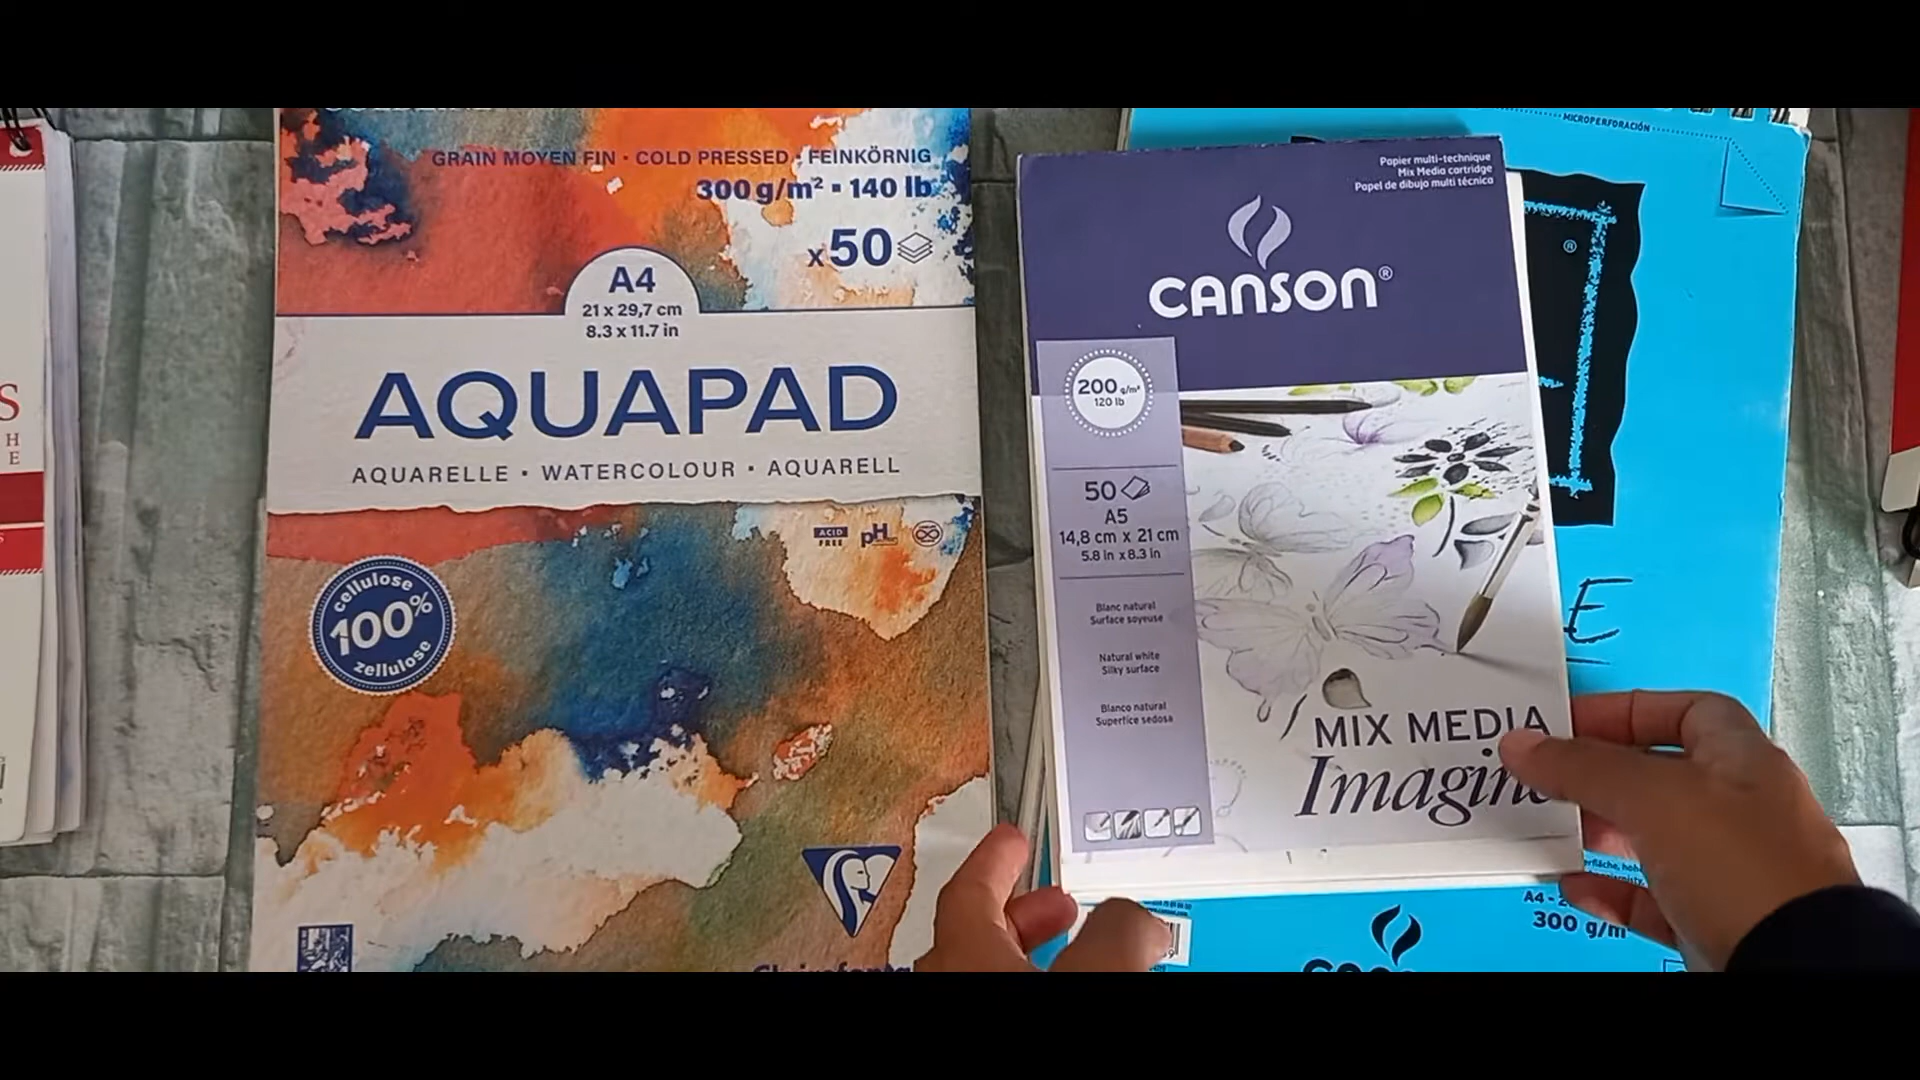 GRAIN MOYEN FIN · COLD PRESSED · FEINKÖRNIG
300 g/m² ▪ 140 lb
x50
A4
21 x 29,7 cm
8.3 x 11.7 in
AQUAPAD
AQUARELLE ▪ WATERCOLOUR ▪ AQUARELL
ACID
FREE
pH
cellulose
100%
zellulose
Papier multi-technique
Mix Media cartridge
Papel de dibujo multi técnica
CANSON®
200 g/m²
120 lb
50
A5
14,8 cm x 21 cm
5.8 in x 8.3 in
Blanc natural
Surface soyeuse
Natural white
Silky surface
Blanco natural
Superfice sedosa
MIX MEDIA
Imagine
MICROPERFORACIÓN
®
E
300 g/m
S
H
E